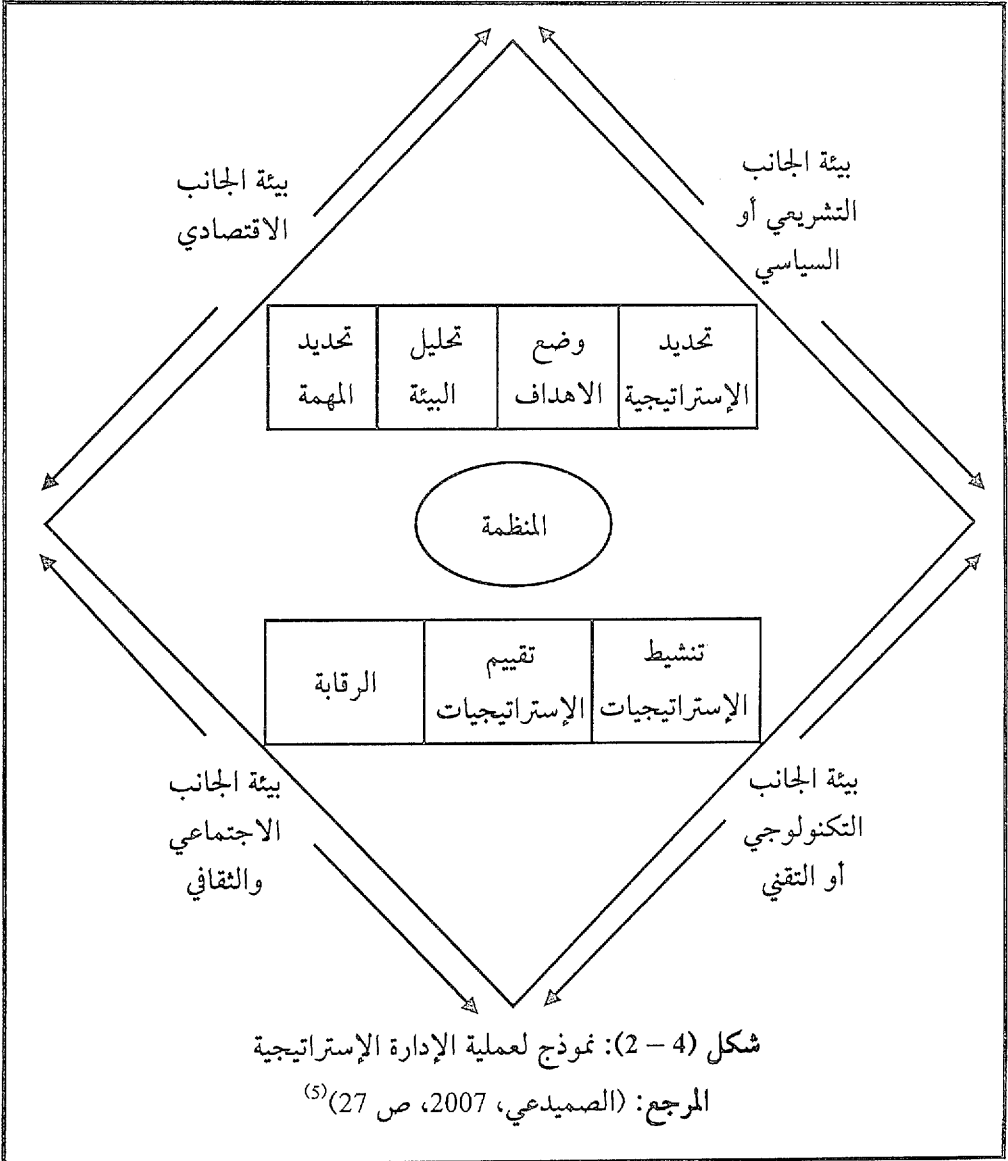 بيئة الجانب
التشريعي أو
السياسي
بيئة الجانب
الاقتصادي
تحديد
الإستراتيجية
وضع
الاهداف
تحليل
البيئة
تحديد
المهمة
المنظمة
تنشيط
الإستراتيجيات
تقييم
الإستراتيجيات
الرقابة
بيئة الجانب
التكنولوجي
أو التقني
بيئة الجانب
الاجتماعي
والثقافي
شكل (4 – 2): نموذج لعملية الإدارة الإستراتيجية
المرجع: (الصميدعي، 2007، ص 27)(5)